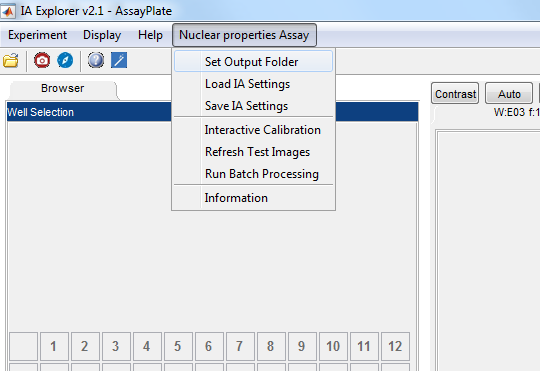 IA Explorer v2.1 - AssayPlate
Experiment Display Help Nuclear properties Assay
Set Output Folder
Load IA Settings
Save IA Settings
Interactive Calibration
Refresh Test Images
Run Batch Processing
Information
Browser
Well Selection
Contrast Auto
W:E03 f:1
1 2 3 4 5 6 7 8 9 10 11 12